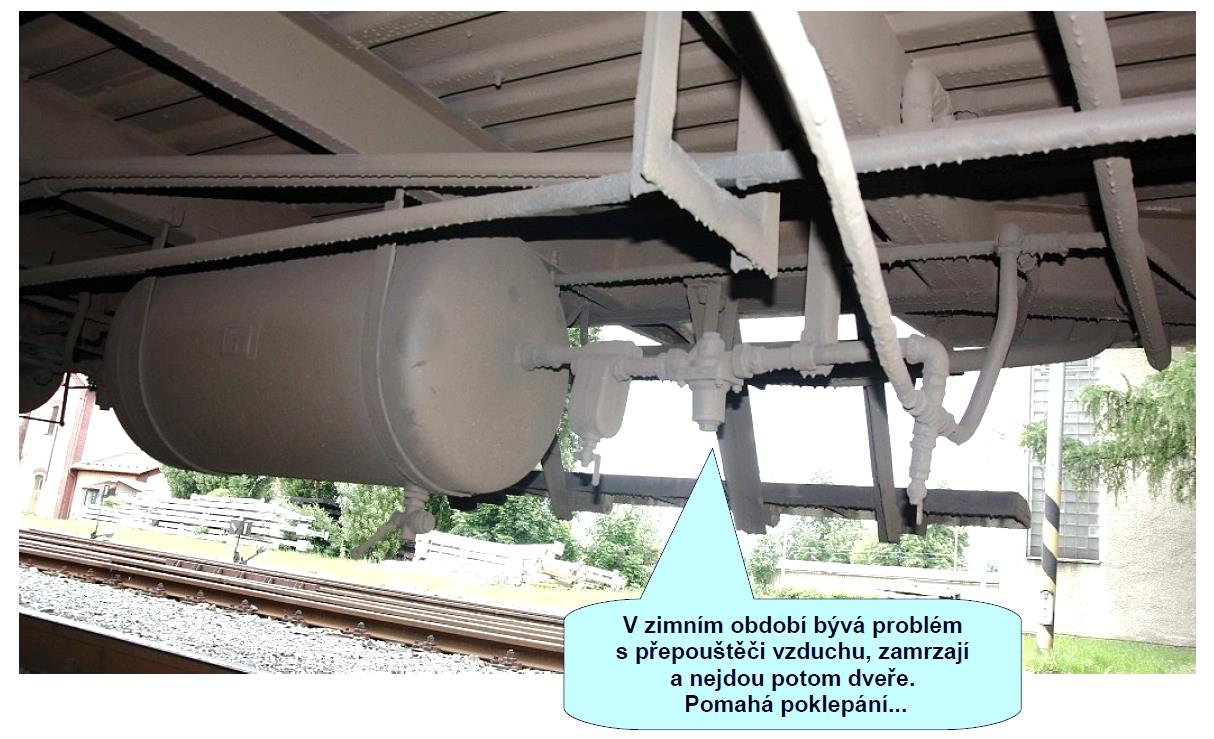 V zimním období bývá problém
s přepouštěči vzduchu, zamrzají
a nejdou potom dveře.
Pomahá poklepání...